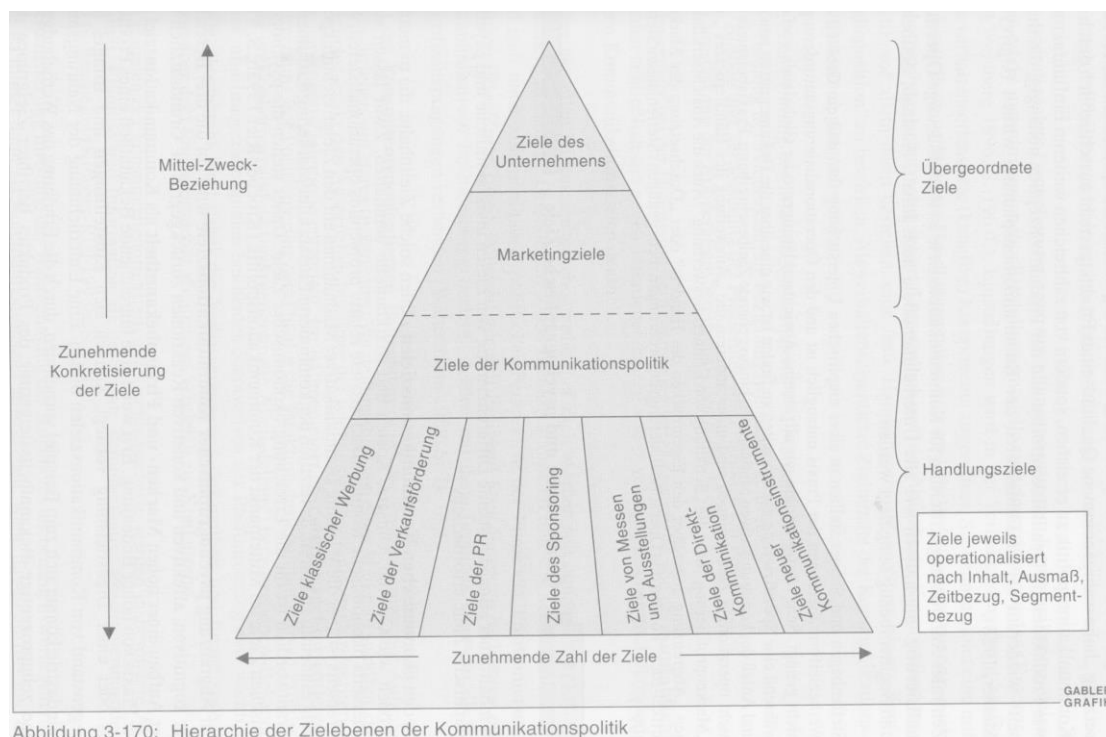 Ziele des
Unternehmens
Marketingziele
Ziele der Kommunikationspolitik
Ziele klassischer Werbung
Ziele der Verkaufsförderung
Ziele der PR
Ziele des Sponsoring
Ziele von Messen
und Ausstellungen
Ziele der Direkt-
Kommunikation
Ziele neuer
Kommunikationsinstrumente
Zunehmende
Konkretisierung
der Ziele
Mittel-Zweck-
Beziehung
Übergeordnete
Ziele
Handlungsziele
Ziele jeweils
operationalisiert
nach Inhalt, Ausmaß,
Zeitbezug, Segment-
bezug
Zunehmende Zahl der Ziele
GABLER
GRAFIK
Abbildung 3-170: Hierarchie der Zielebenen der Kommunikationspolitik